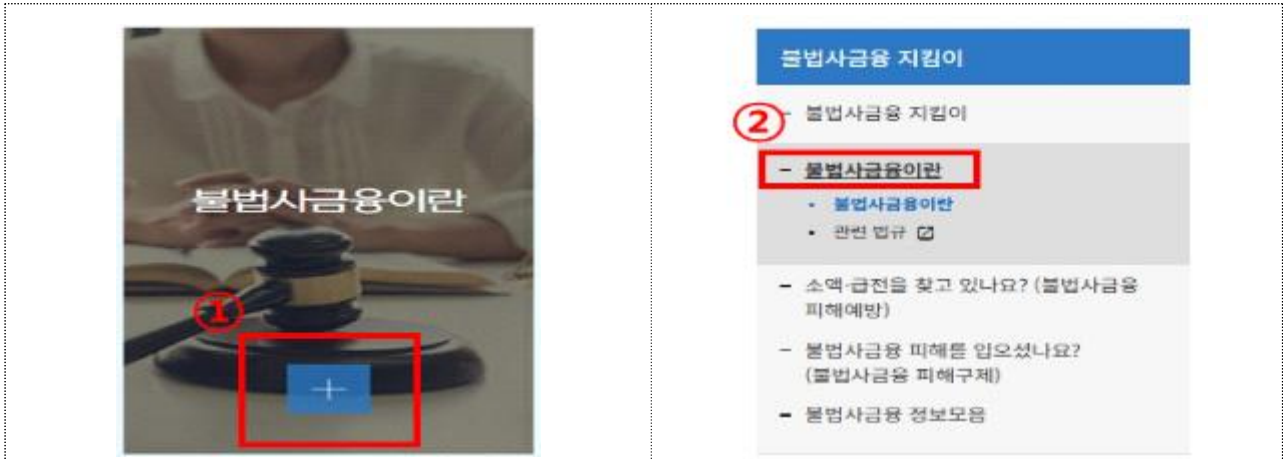 불법사금융이란
①
불법사금융 지킴이
②
- 불법사금융 지킴이
- 불법사금융이란
• 불법사금융이란
• 관련 법규
- 소액·급전을 찾고 있나요? (불법사금융
피해예방)
- 불법사금융 피해를 입으셨나요?
(불법사금융 피해구제)
- 불법사금융 정보모음